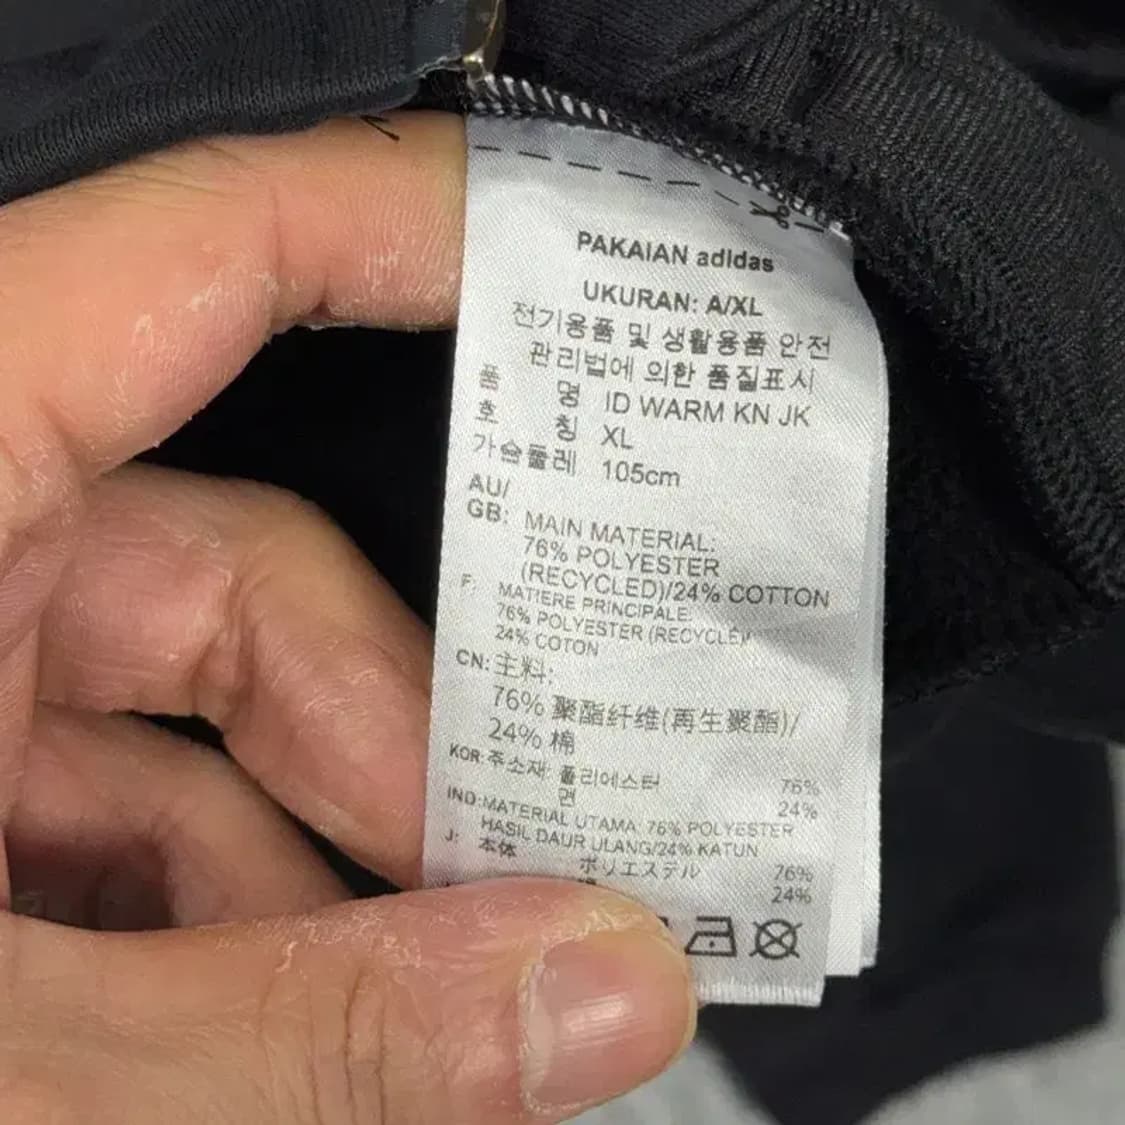 PAKAIAN adidas
UKURAN: A/XL
전기용품 및 생활용품 안전
관리법에 의한 품질표시
품 명 ID WARM KN JK
호 칭 XL
가슴둘레 105cm
AU/
GB: MAIN MATERIAL:
76% POLYESTER
(RECYCLED)/24% COTTON
F: MATIERE PRINCIPALE:
76% POLYESTER (RECYCLÉ)/
24% COTON
CN: 主料:
76% 聚酯纤维(再生聚酯)/
24% 棉
KOR: 주소재: 폴리에스터 76%
면 24%
IND: MATERIAL UTAMA: 76% POLYESTER
HASIL DAUR ULANG/24% KATUN
J: 本体
ポリエステル 76%
24%